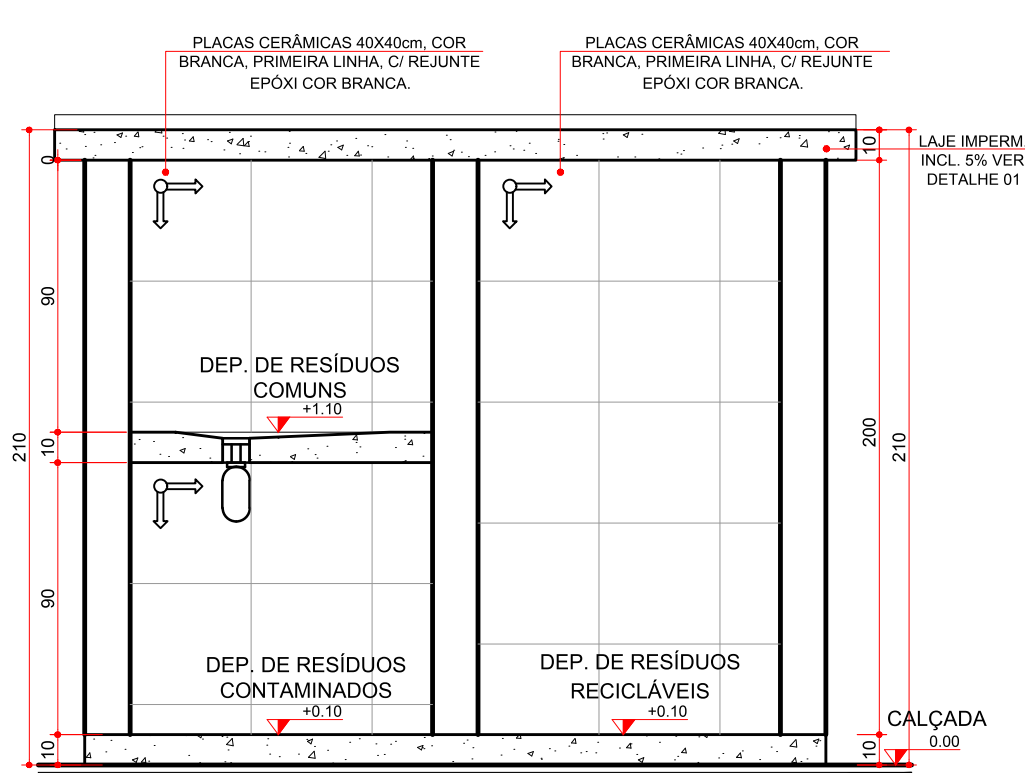 PLACAS CERÂMICAS 40X40cm, COR
BRANCA, PRIMEIRA LINHA, C/ REJUNTE
EPÓXI COR BRANCA.
PLACAS CERÂMICAS 40X40cm, COR
BRANCA, PRIMEIRA LINHA, C/ REJUNTE
EPÓXI COR BRANCA.
LAJE IMPERM.
INCL. 5% VER
DETALHE 01
10
0
90
DEP. DE RESÍDUOS
COMUNS
+1.10
210
10
200
210
90
DEP. DE RESÍDUOS
CONTAMINADOS
+0.10
DEP. DE RESÍDUOS
RECICLÁVEIS
+0.10
CALÇADA
0.00
10
10